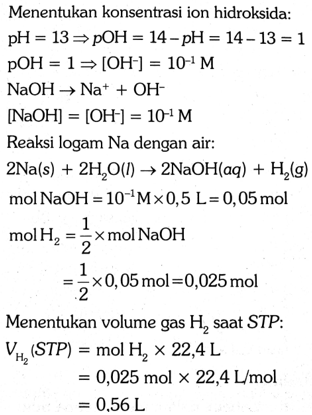 Menentukan konsentrasi ion hidroksida:
pH = 13 ⇒ pOH = 14 – pH = 14 – 13 = 1
pOH = 1 ⇒ [OH⁻] = 10⁻¹ M
NaOH → Na⁺ + OH⁻
[NaOH] = [OH⁻] = 10⁻¹ M
Reaksi logam Na dengan air:
2Na(s) + 2H₂O(l) → 2NaOH(aq) + H₂(g)
mol NaOH = 10⁻¹ M × 0,5 L = 0,05 mol
mol H₂ = 1/2 × mol NaOH
= 1/2 × 0,05 mol = 0,025 mol
Menentukan volume gas H₂ saat STP:
V_H₂ (STP) = mol H₂ × 22,4 L
= 0,025 mol × 22,4 L/mol
= 0,56 L